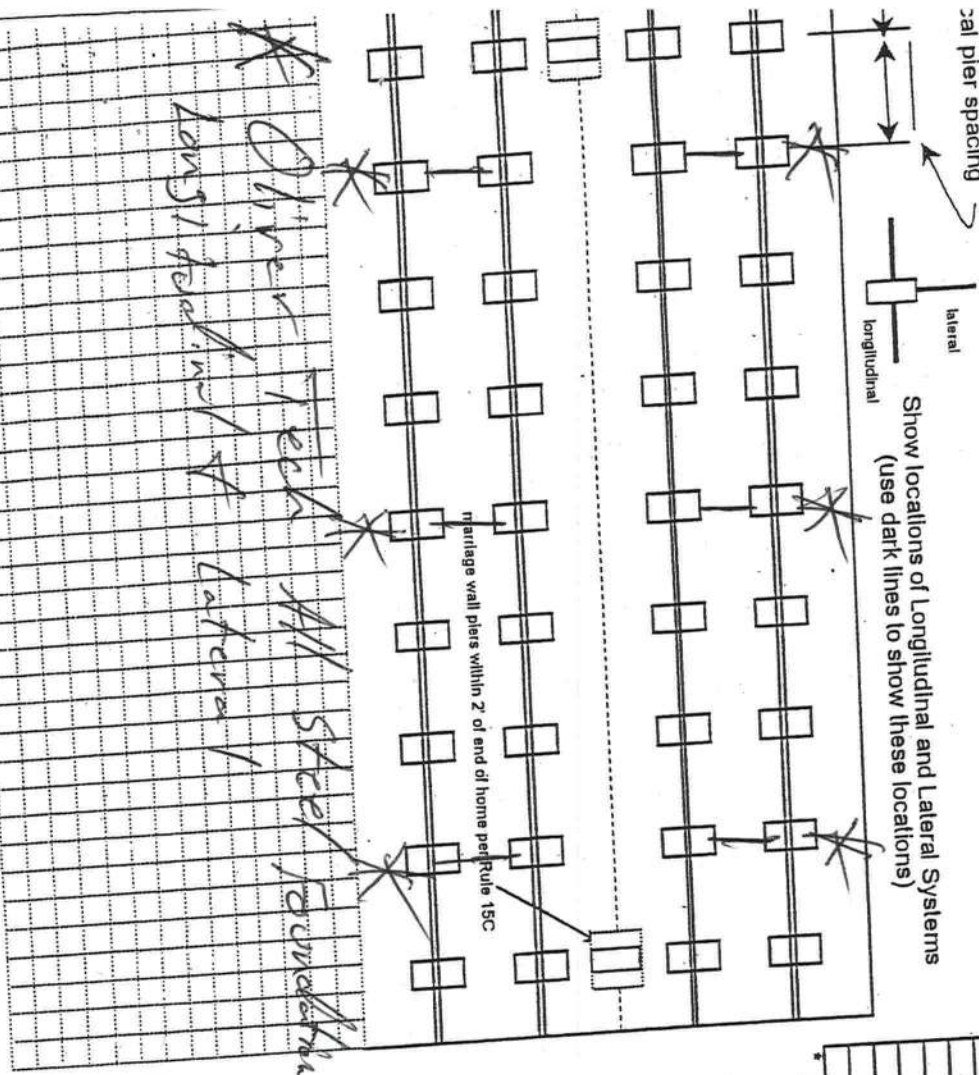 cal pier spacing
lateral
longitudinal
Show locations of Longitudinal and Lateral Systems
(use dark lines to show these locations)
marriage wall piers within 2' of end of home per Rule 15C
Oliver Tech All Steel Foundation
Longitudinal & Lateral